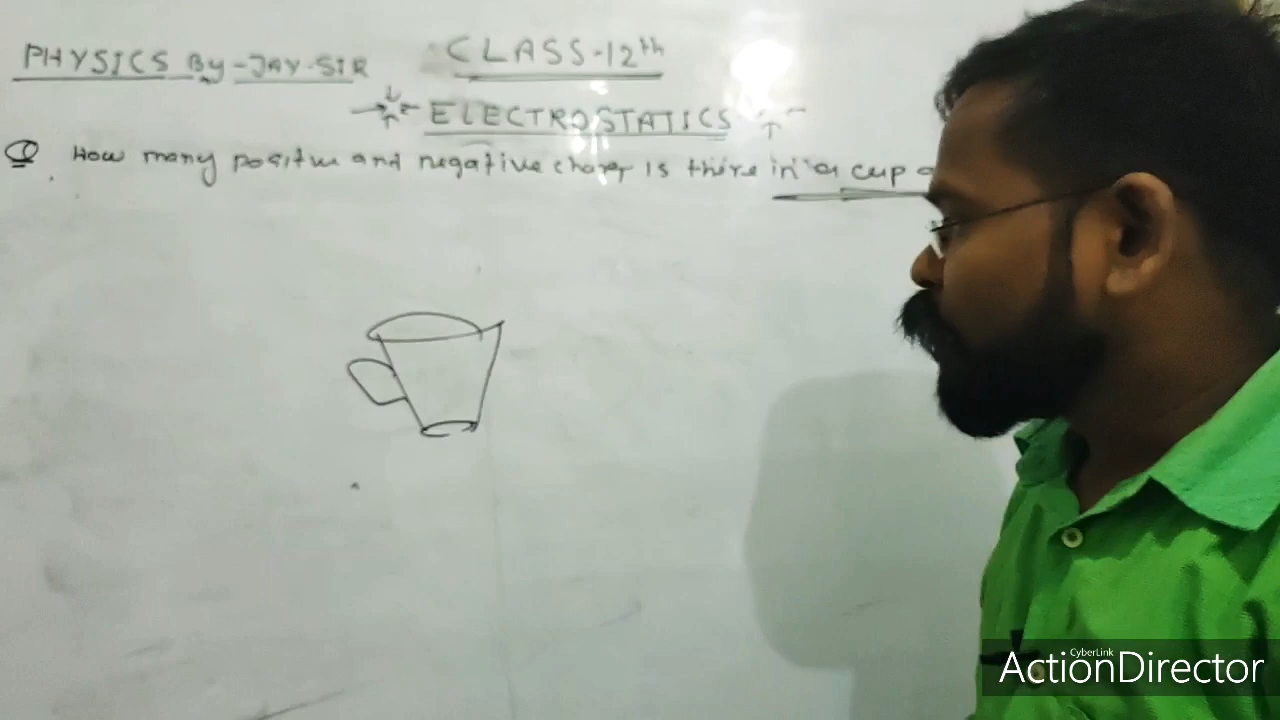 PHYSICS By-JAY-SIR CLASS-12th
ELECTROSTATICS
Q How many positive and negative charge is there in a cup
CyberLink
ActionDirector